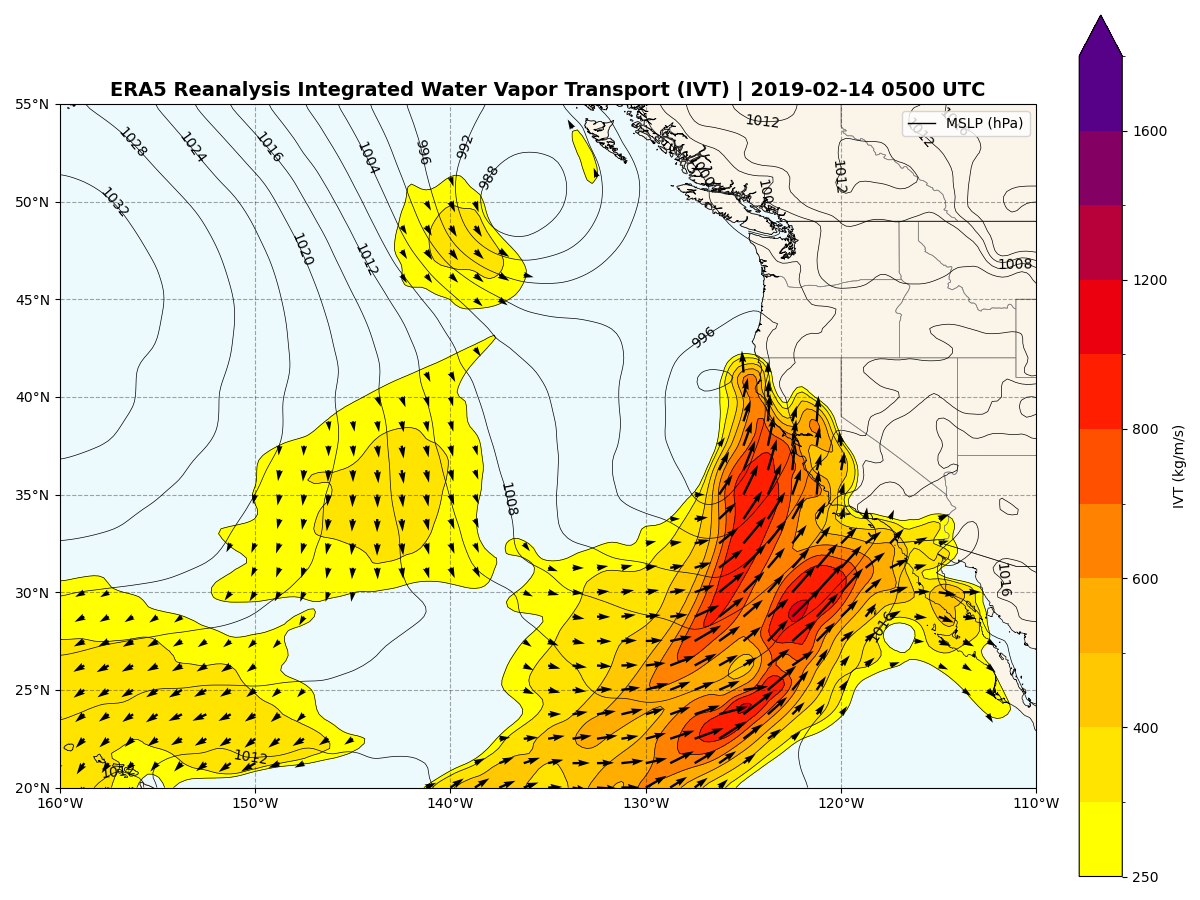 ERA5 Reanalysis Integrated Water Vapor Transport (IVT) | 2019-02-14 0500 UTC
MSLP (hPa)
55°N
50°N
45°N
40°N
35°N
30°N
25°N
20°N
160°W
150°W
140°W
130°W
120°W
110°W
1028
1024
1016
1004
996
992
988
1032
1020
1012
1012
1012
1012
1008
996
1008
1016
1016
1012
1012
1000
1600
1200
800
600
400
250
IVT (kg/m/s)